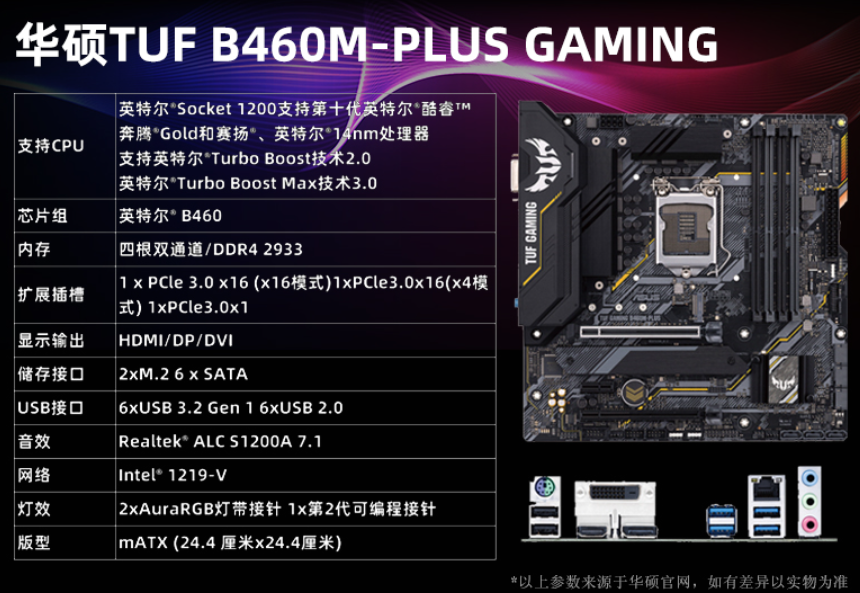 华硕TUF B460M-PLUS GAMING
支持CPU
英特尔®Socket 1200支持第十代英特尔®酷睿™
奔腾®Gold和赛扬®、英特尔®14nm处理器
支持英特尔®Turbo Boost技术2.0
英特尔®Turbo Boost Max技术3.0
芯片组
英特尔® B460
内存
四根双通道/DDR4 2933
扩展插槽
1 x PCle 3.0 x16 (x16模式)1xPCle3.0x16(x4模
式) 1xPCle3.0x1
显示输出
HDMI/DP/DVI
储存接口
2xM.2 6 x SATA
USB接口
6xUSB 3.2 Gen 1 6xUSB 2.0
音效
Realtek® ALC S1200A 7.1
网络
Intel® 1219-V
灯效
2xAuraRGB灯带接针 1x第2代可编程接针
版型
mATX (24.4 厘米x24.4厘米)
TUF GAMING
ASUS
TUF GAMING B460M-PLUS
*以上参数来源于华硕官网，如有差异以实物为准